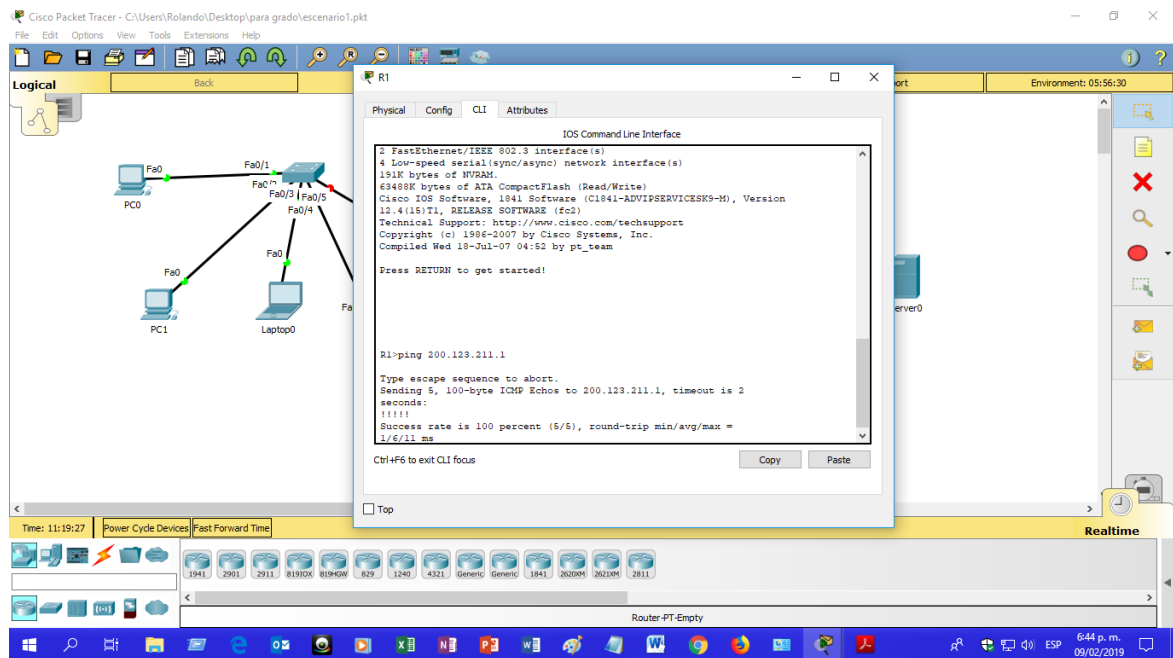 Cisco Packet Tracer - C:\Users\Rolando\Desktop\para grado\escenario1.pkt
File Edit Options View Tools Extensions Help
Logical
Back
ort
Environment: 05:56:30
R1
Physical Config CLI Attributes
IOS Command Line Interface
2 FastEthernet/IEEE 802.3 interface(s)
4 Low-speed serial(sync/async) network interface(s)
191K bytes of NVRAM.
63488K bytes of ATA CompactFlash (Read/Write)
Cisco IOS Software, 1841 Software (C1841-ADVIPSERVICESK9-M), Version
12.4(15)T1, RELEASE SOFTWARE (fc2)
Technical Support: http://www.cisco.com/techsupport
Copyright (c) 1986-2007 by Cisco Systems, Inc.
Compiled Wed 18-Jul-07 04:52 by pt_team
Press RETURN to get started!
R1>ping 200.123.211.1
Type escape sequence to abort.
Sending 5, 100-byte ICMP Echos to 200.123.211.1, timeout is 2
seconds:
!!!!!
Success rate is 100 percent (5/5), round-trip min/avg/max =
1/6/11 ms
Ctrl+F6 to exit CLI focus
Copy
Paste
Top
Fa0
Fa0/1
Fa0/3
Fa0/5
Fa0/4
PC0
Fa0
Fa0
Fa
PC1
Laptop0
erver0
Time: 11:19:27
Power Cycle Devices
Fast Forward Time
Realtime
1941
2901
2911
819IOX
819HGW
829
1240
4321
Generic
Generic
1841
2620XM
2621XM
2811
Router-PT-Empty
ESP
6:44 p. m.
09/02/2019